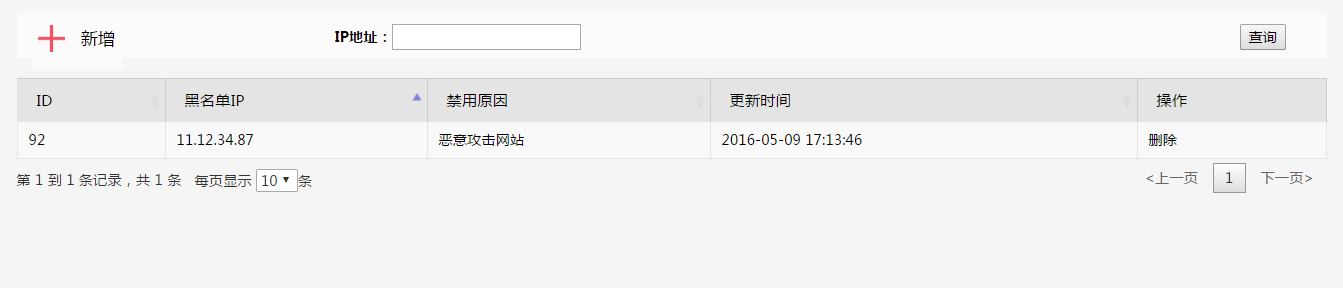 新增 IP地址： 查询
ID 黑名单IP 禁用原因 更新时间 操作
92 11.12.34.87 恶意攻击网站 2016-05-09 17:13:46 删除
第 1 到 1 条记录，共 1 条 每页显示 10 条 <上一页 1 下一页>